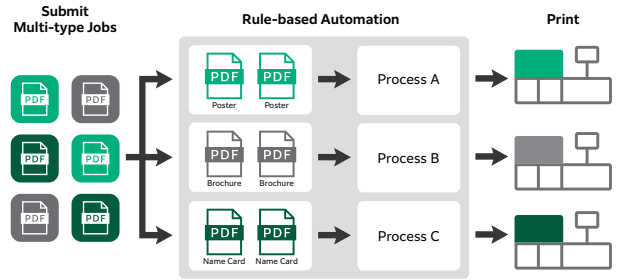 Submit
Multi-type Jobs
Rule-based Automation
Print
PDF
PDF
PDF
PDF
PDF
PDF
PDF
PDF
Poster
Poster
Process A
PDF
PDF
Brochure
Brochure
Process B
PDF
PDF
Name Card
Name Card
Process C